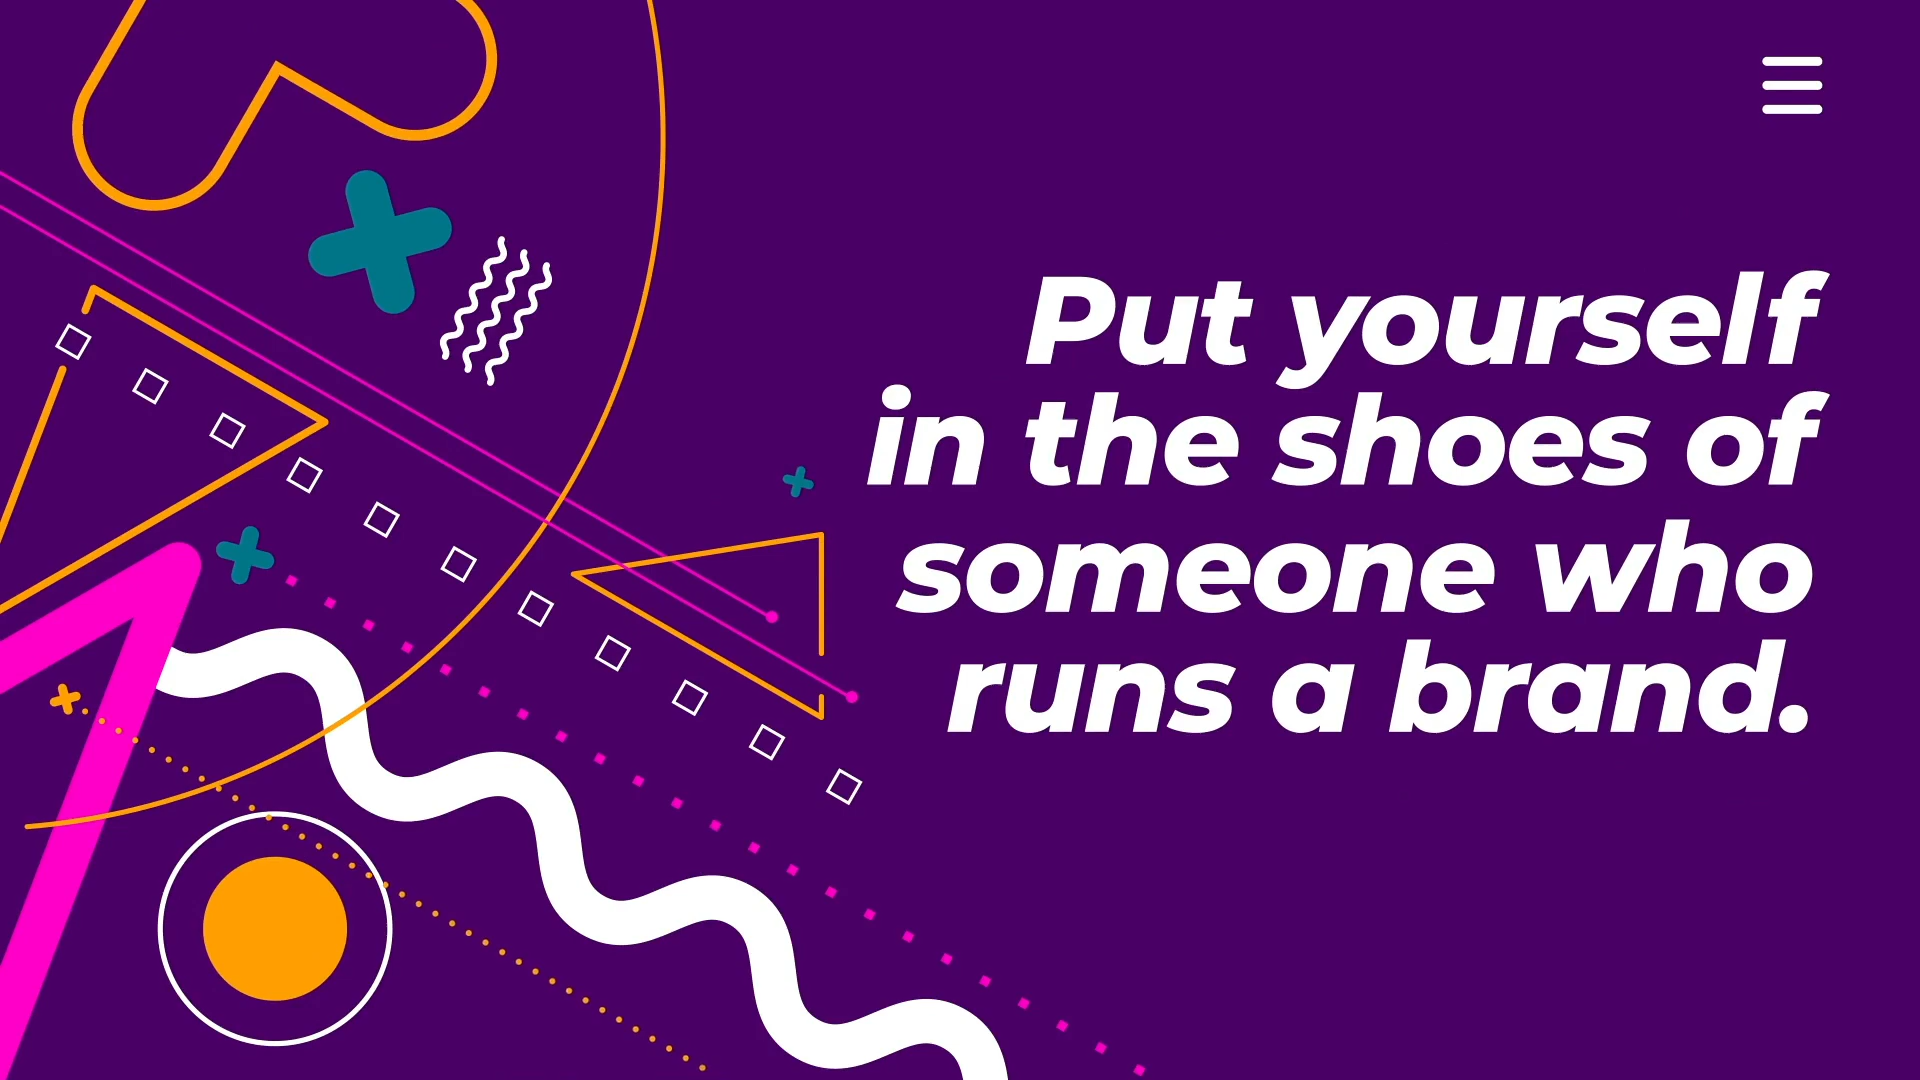 Put yourself
in the shoes of
someone who
runs a brand.